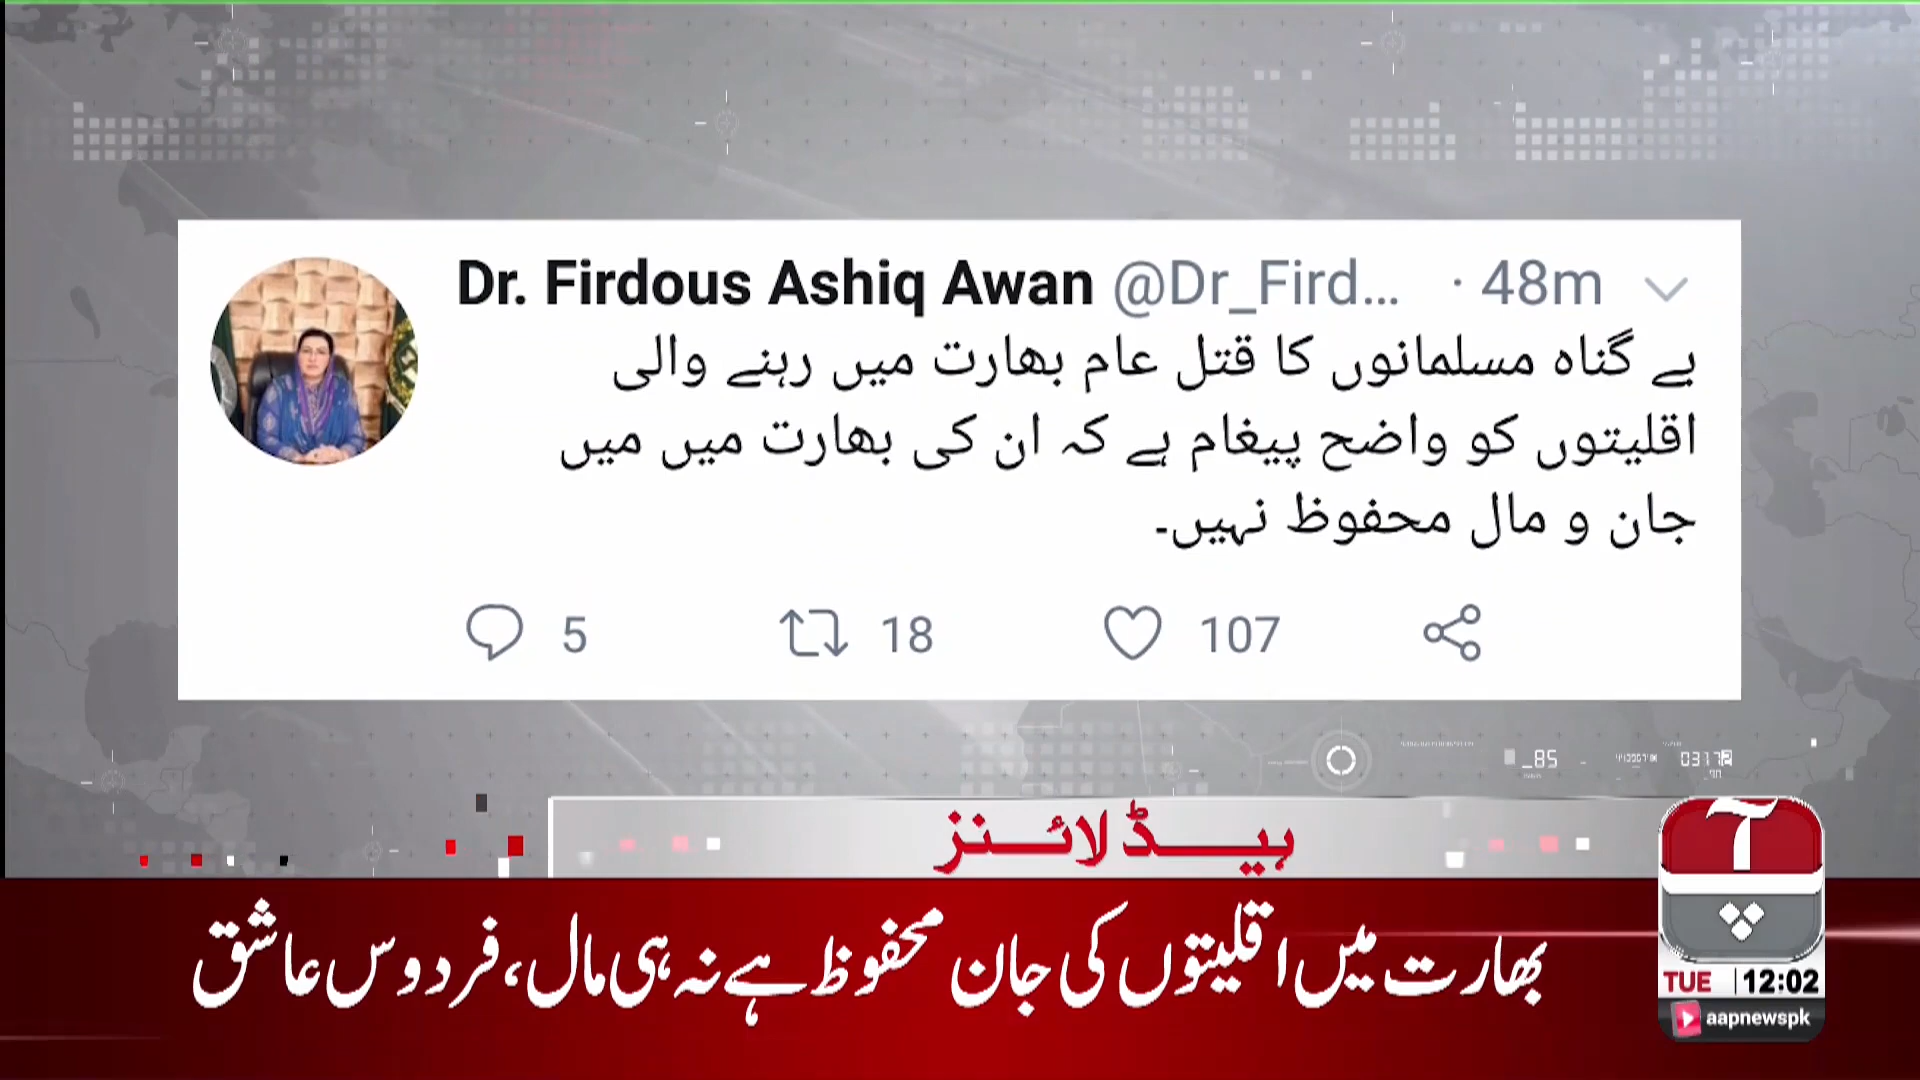 Dr. Firdous Ashiq Awan @Dr_Fird... · 48m
بے گناہ مسلمانوں کا قتل عام بھارت میں رہنے والی
اقلیتوں کو واضح پیغام ہے کہ ان کی بھارت میں میں
جان و مال محفوظ نہیں۔
5 18 107
_85
ہیڈ لائنز
آپ
بھارت میں اقلیتوں کی جان محفوظ ہے نہ ہی مال، فردوس عاشق
TUE 12:02
aapnewspk